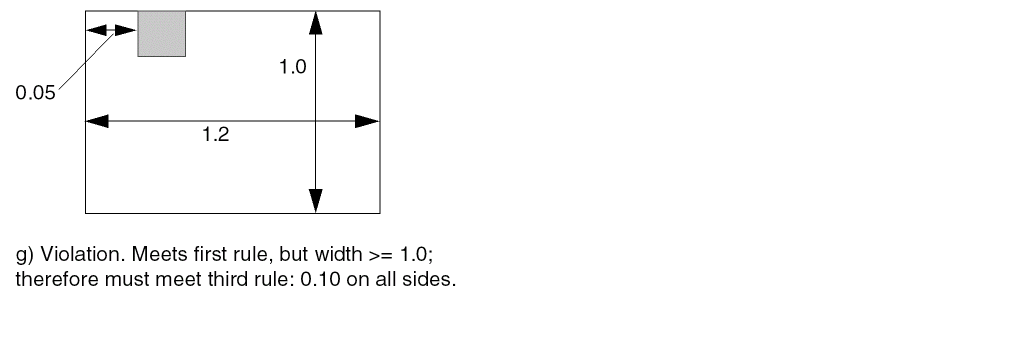 1.0
0.05
1.2
g) Violation. Meets first rule, but width >= 1.0;
therefore must meet third rule: 0.10 on all sides.